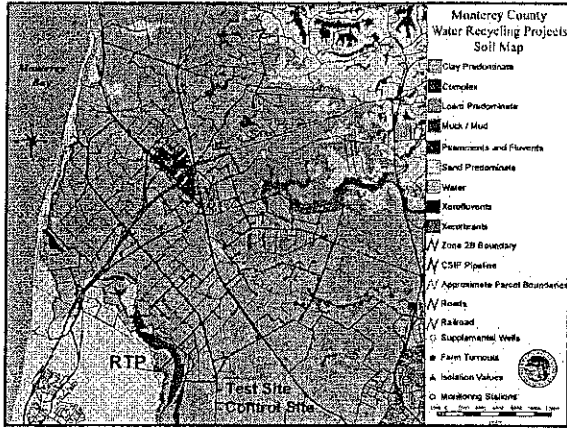 Monterey County
Water Recycling Projects
Soil Map
Monterey
Bay
Clay Predominate
Complex
Loam Predominate
Muck / Mud
Psamments and Fluvents
Sand Predominate
Water
Xerofluvents
Xerorthents
Zone 2B Boundary
CSIP Pipeline
Approximate Parcel Boundaries
Roads
Railroad
Supplemental Wells
Farm Turnouts
Isolation Valves
Monitoring Stations
RTP
Test Site
Control Site